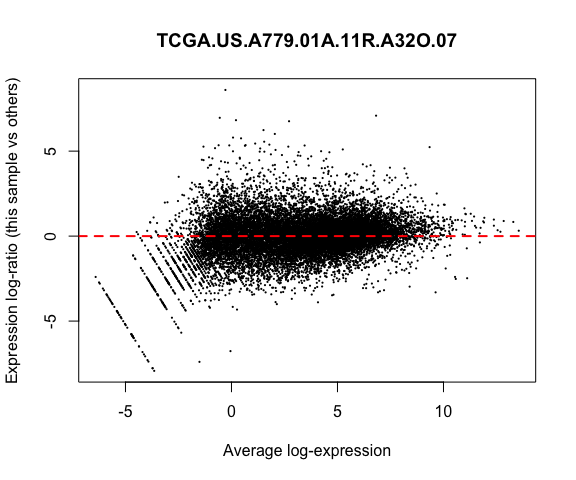 TCGA.US.A779.01A.11R.A32O.07
Expression log-ratio (this sample vs others)
5
0
-5
-5 0 5 10
Average log-expression